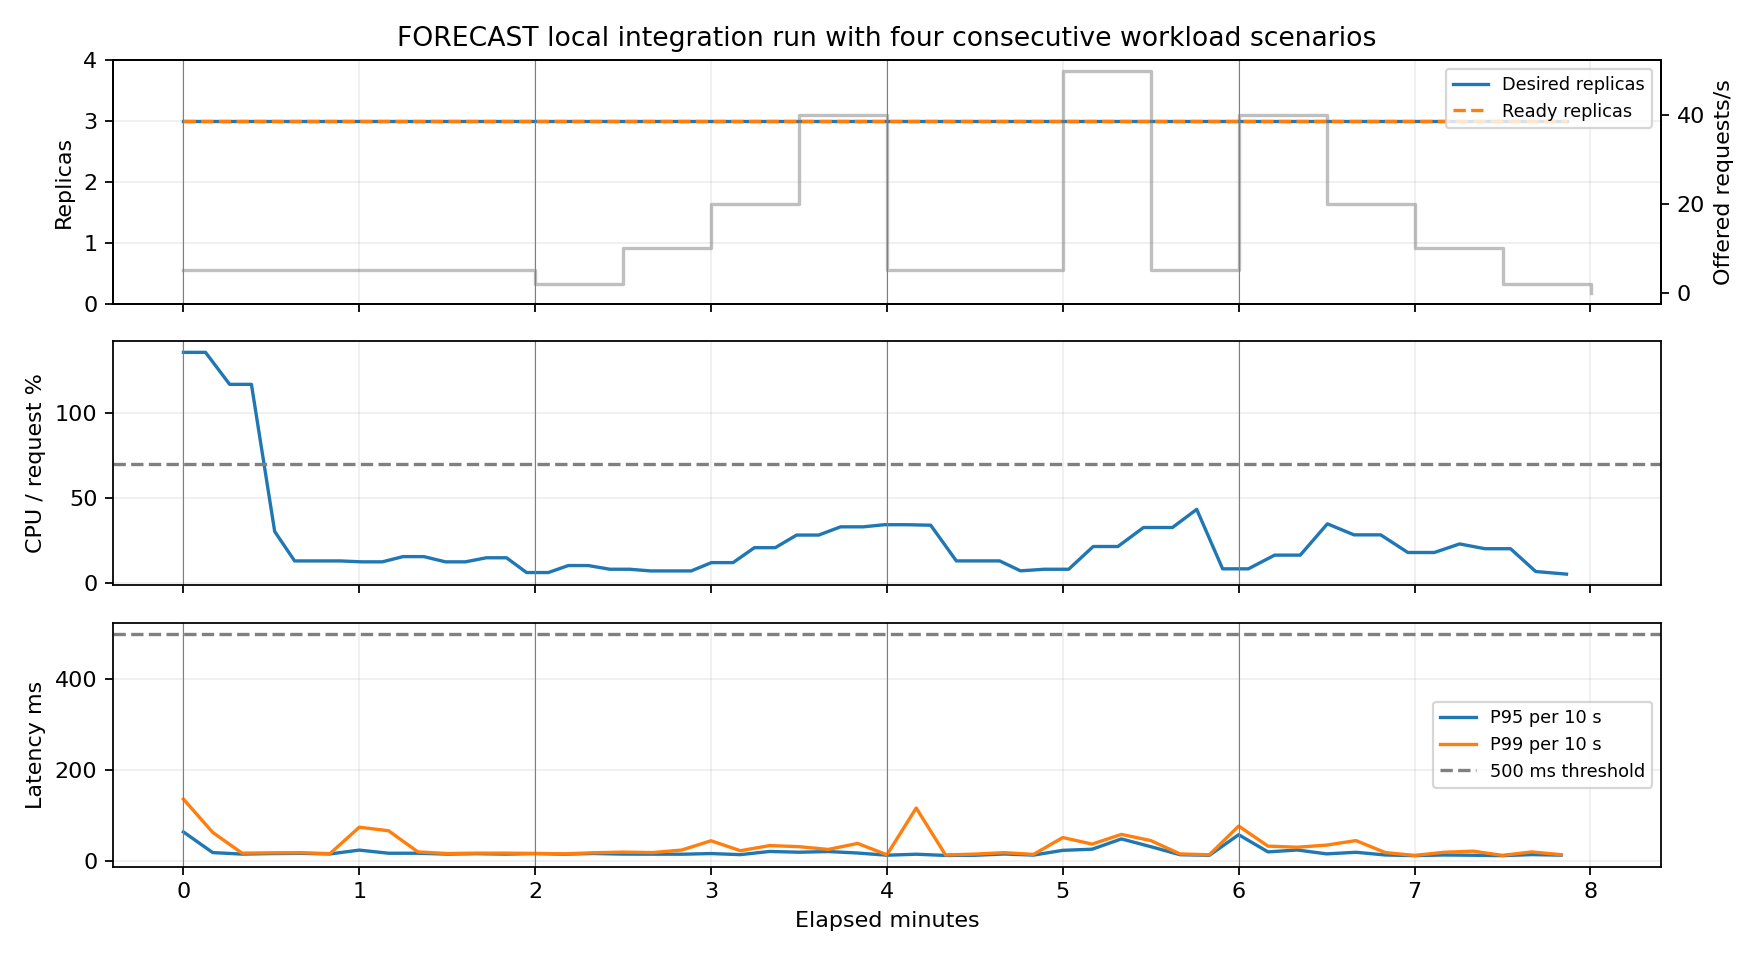 FORECAST local integration run with four consecutive workload scenarios
Replicas
4
3
2
1
0
Desired replicas
Ready replicas
40
20
0
Offered requests/s
CPU / request %
100
50
0
Latency ms
400
200
0
P95 per 10 s
P99 per 10 s
500 ms threshold
0 1 2 3 4 5 6 7 8
Elapsed minutes